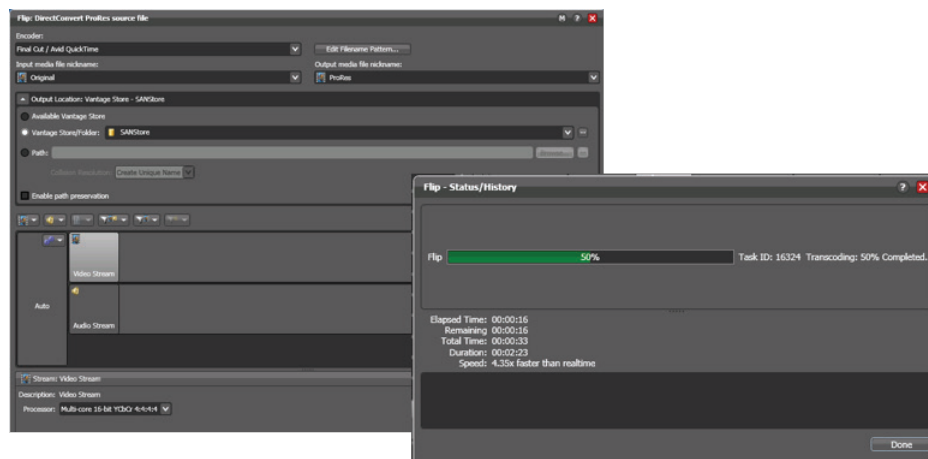 Flip: DirectConvert ProRes source file
Encoder:
Final Cut / Avid QuickTime
Edit Filename Pattern...
Input media file nickname:
Output media file nickname:
Original
ProRes
Output Location: Vantage Store - SANStore
Available Vantage Store
Vantage Store/Folder: SANStore
Path:
Browse...
Collision Resolution: Create Unique Name
Enable path preservation
Video Stream
Auto
Audio Stream
Stream: Video Stream
Description: Video Stream
Processor: Multi-core 16-bit YCbCr 4:4:4:4
Flip - Status/History
Flip 50% Task ID: 16324 Transcoding: 50% Completed.
Elapsed Time: 00:00:16
Remaining 00:00:16
Total Time: 00:00:33
Duration: 00:02:23
Speed: 4.35x faster than realtime
Done